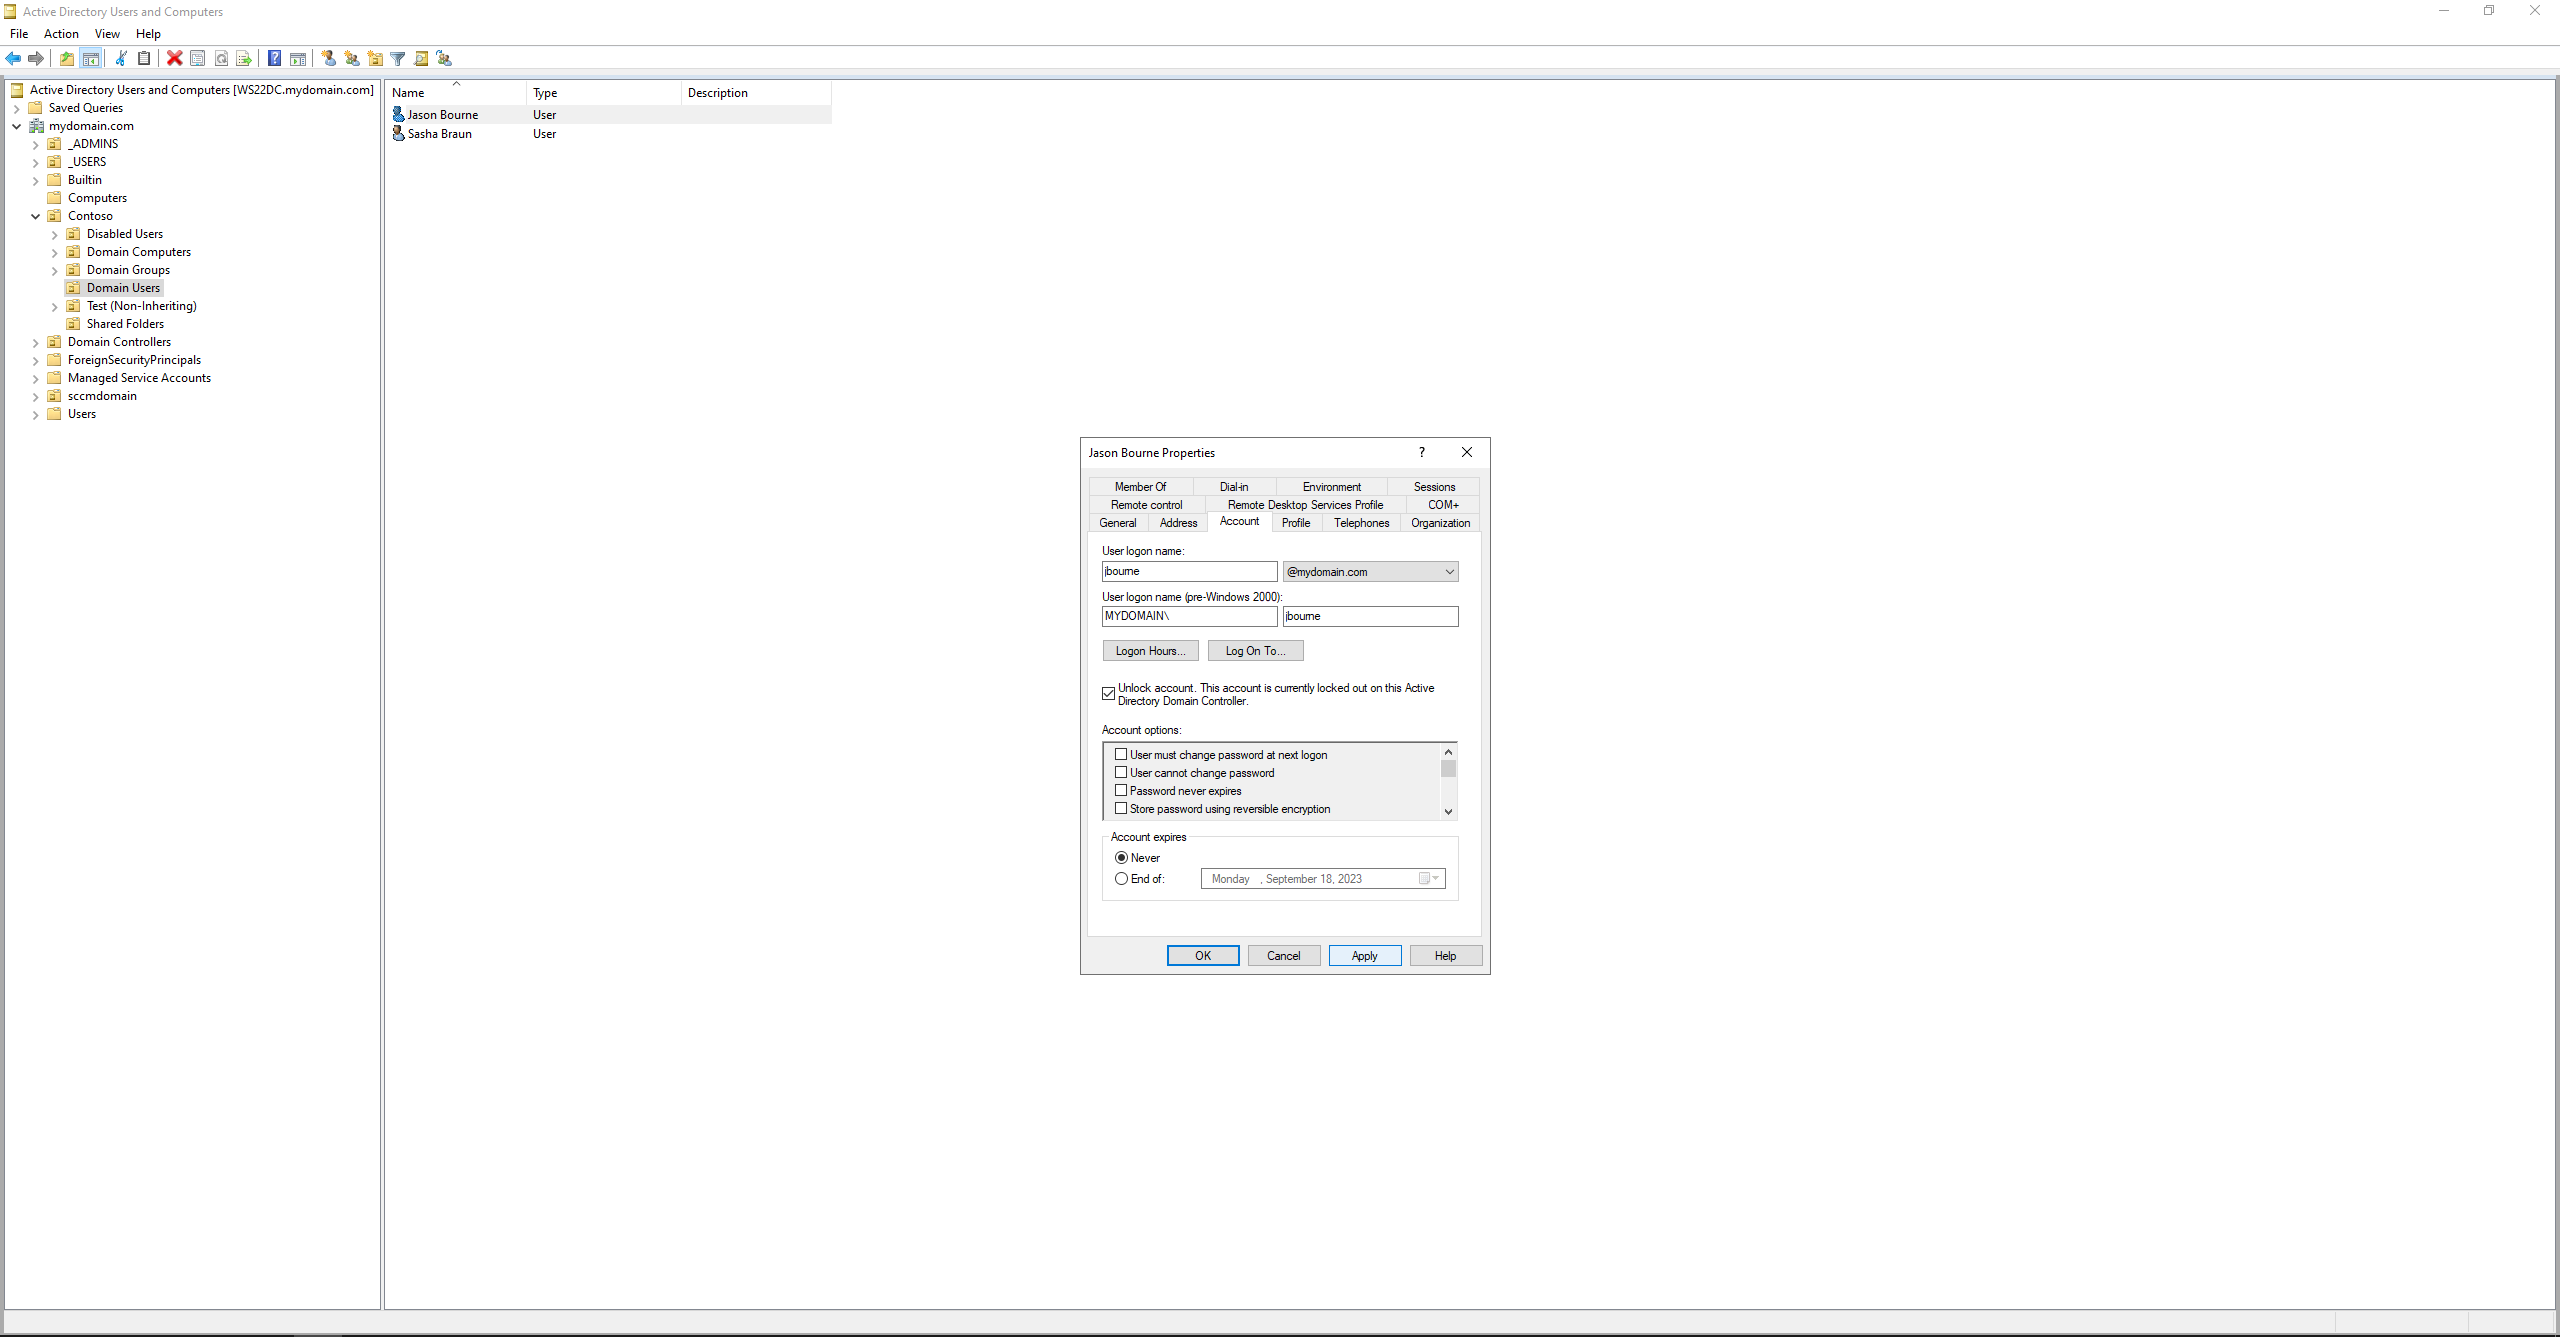 Active Directory Users and Computers
File Action View Help
Active Directory Users and Computers [WS22DC.mydomain.com]
Saved Queries
mydomain.com
_ADMINS
_USERS
Builtin
Computers
Contoso
Disabled Users
Domain Computers
Domain Groups
Domain Users
Test (Non-Inheriting)
Shared Folders
Domain Controllers
ForeignSecurityPrincipals
Managed Service Accounts
sccmdomain
Users
Name Type Description
Jason Bourne User
Sasha Braun User
Jason Bourne Properties
Member Of Dial-in Environment Sessions
Remote control Remote Desktop Services Profile COM+
General Address Account Profile Telephones Organization
User logon name:
jbourne @mydomain.com
User logon name (pre-Windows 2000):
MYDOMAIN\ jbourne
Logon Hours... Log On To...
Unlock account. This account is currently locked out on this Active
Directory Domain Controller.
Account options:
User must change password at next logon
User cannot change password
Password never expires
Store password using reversible encryption
Account expires
Never
End of: Monday , September 18, 2023
OK Cancel Apply Help